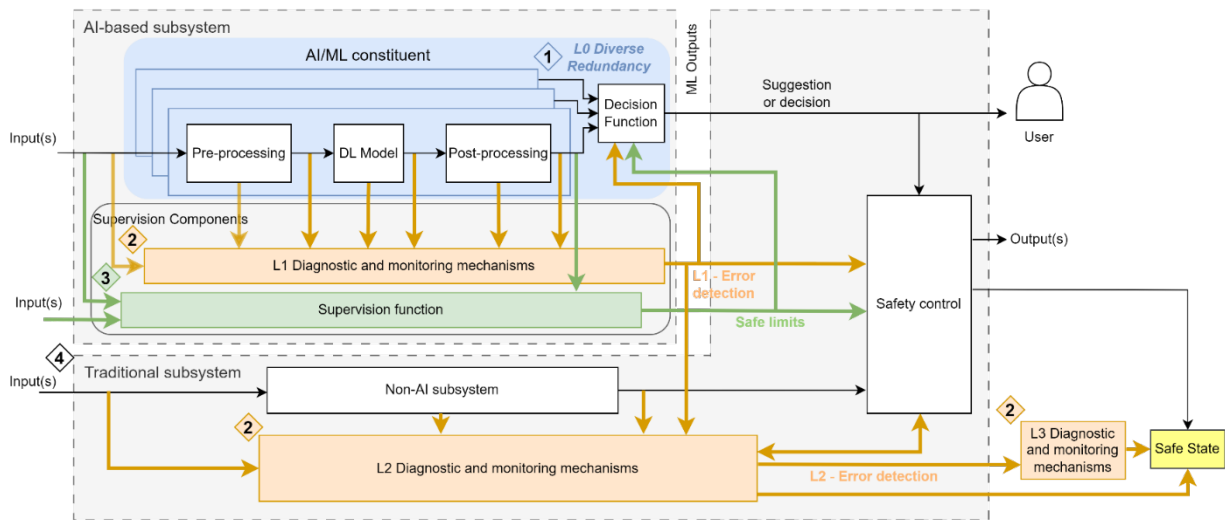 AI-based subsystem
AI/ML constituent
1
L0 Diverse
Redundancy
ML Outputs
Decision
Function
Suggestion
or decision
User
Input(s)
Pre-processing
DL Model
Post-processing
Supervision Components
2
L1 Diagnostic and monitoring mechanisms
L1 - Error
detection
3
Input(s)
Supervision function
Safe limits
Safety control
Output(s)
4
Input(s)
Traditional subsystem
Non-AI subsystem
2
L2 Diagnostic and monitoring mechanisms
L2 - Error detection
2
L3 Diagnostic
and monitoring
mechanisms
Safe State